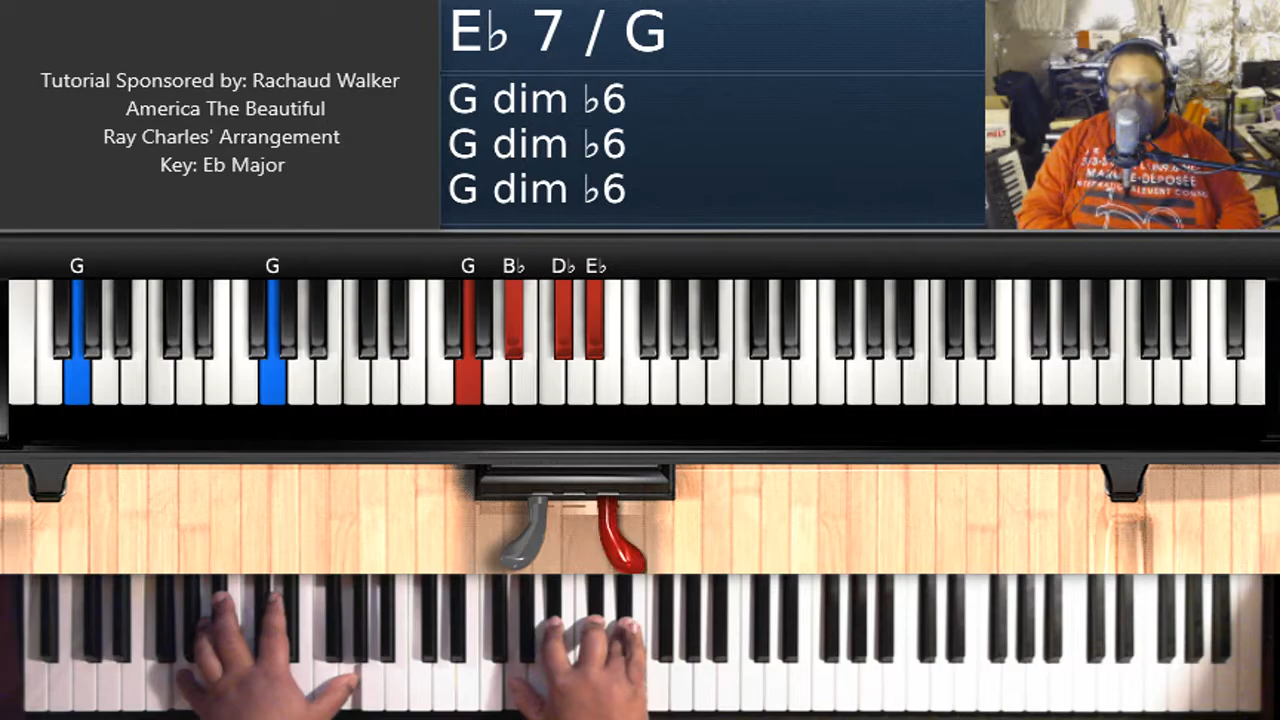 Tutorial Sponsored by: Rachaud Walker
America The Beautiful
Ray Charles' Arrangement
Key: Eb Major
E♭ 7 / G
G dim ♭6
G dim ♭6
G dim ♭6
G G G B♭ D♭ E♭